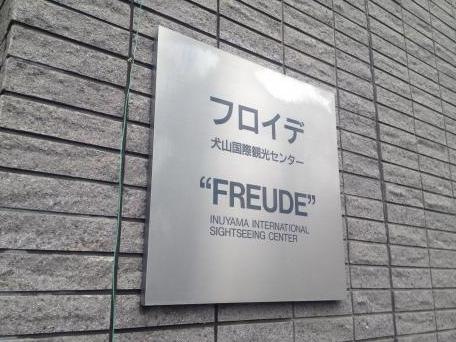 フロイデ
犬山国際観光センター
“FREUDE”
INUYAMA INTERNATIONAL
SIGHTSEEING CENTER